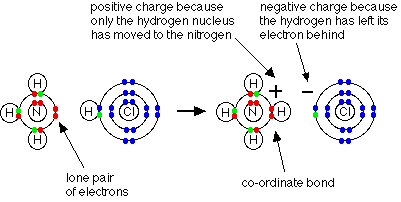 positive charge because
only the hydrogen nucleus
has moved to the nitrogen
negative charge because
the hydrogen has left its
electron behind
H
H
N
H
Cl
H
H
N
H
H
+
−
Cl
lone pair
of electrons
co-ordinate bond